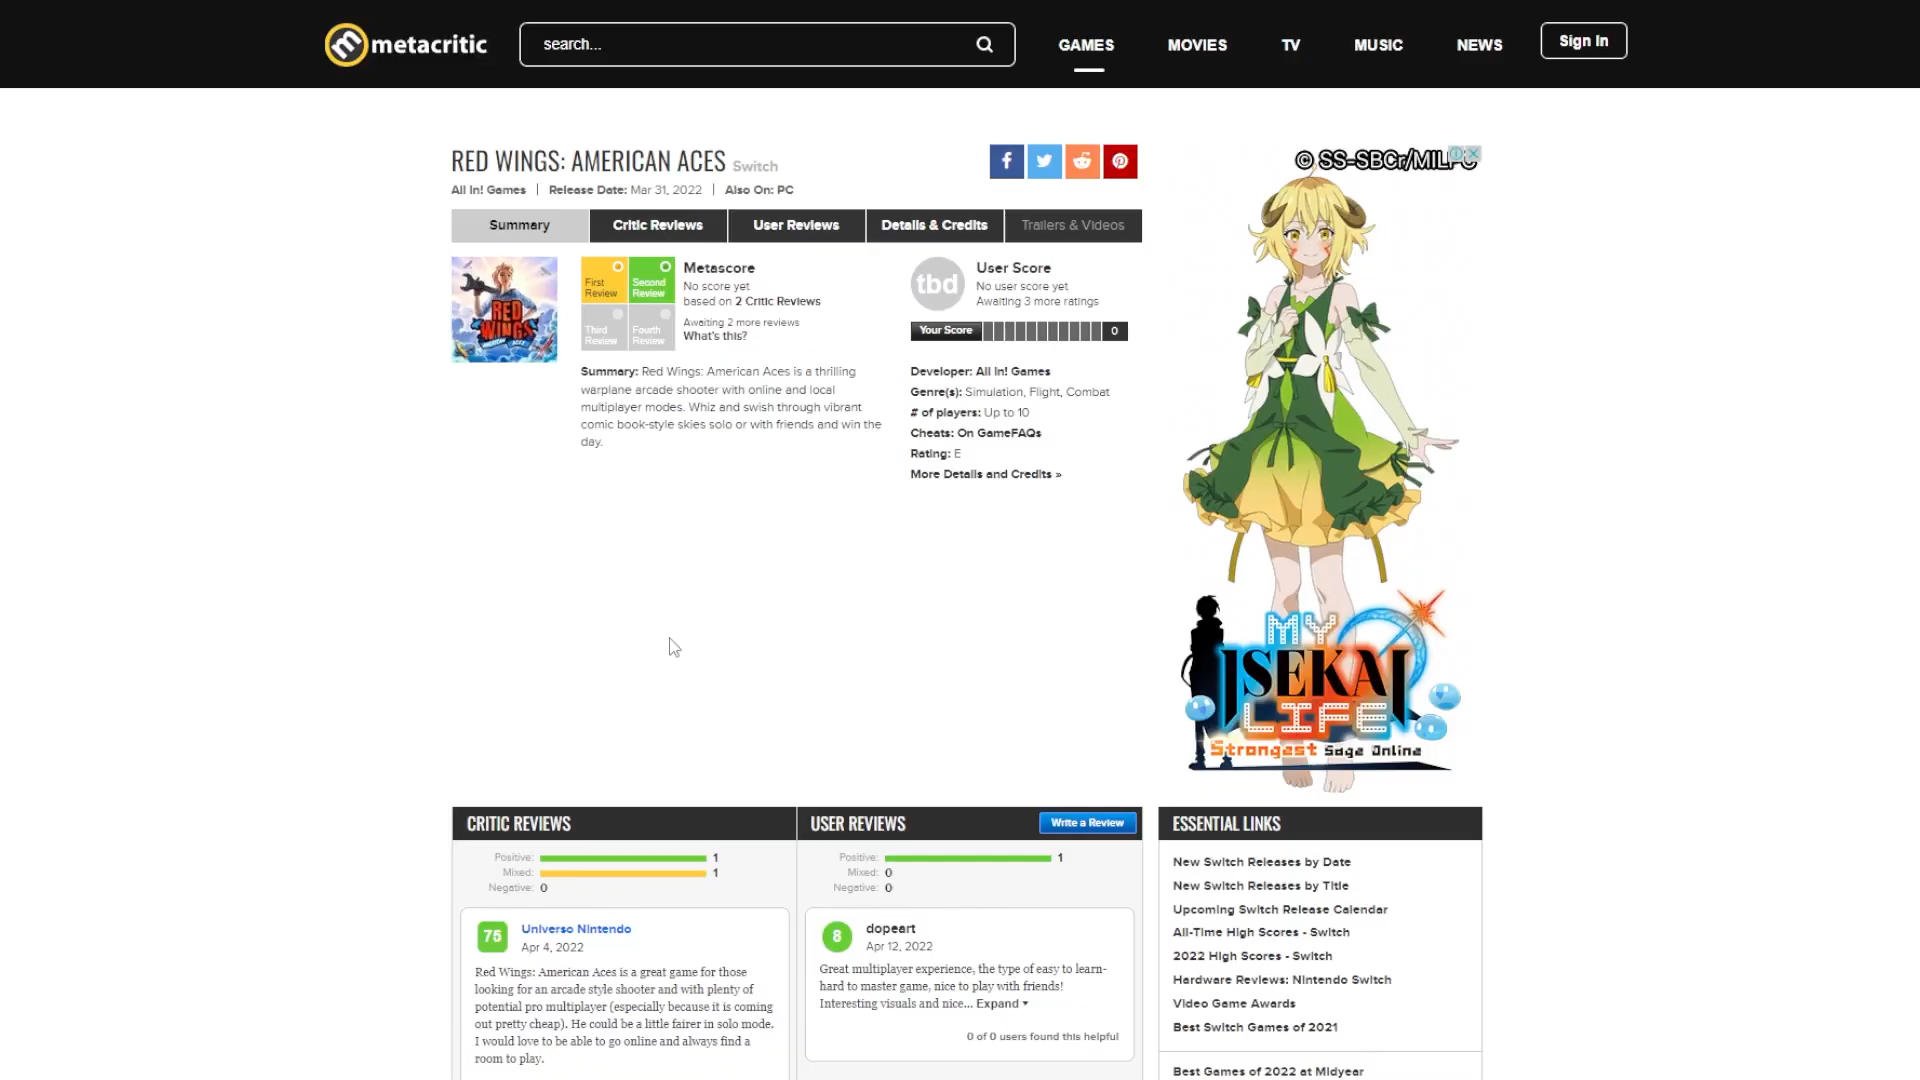 metacritic
search...
GAMES
MOVIES
TV
MUSIC
NEWS
Sign In
RED WINGS: AMERICAN ACES Switch
All In! Games | Release Date: Mar 31, 2022 | Also On: PC
Summary
Critic Reviews
User Reviews
Details & Credits
Trailers & Videos
RED
WINGS
AMERICAN ACES
First
Review
Second
Review
Third
Review
Fourth
Review
Metascore
No score yet
based on 2 Critic Reviews
Awaiting 2 more reviews
What's this?
Summary: Red Wings: American Aces is a thrilling
warplane arcade shooter with online and local
multiplayer modes. Whiz and swish through vibrant
comic book-style skies solo or with friends and win the
day.
tbd
User Score
No user score yet
Awaiting 3 more ratings
Your Score
0
Developer: All In! Games
Genre(s): Simulation, Flight, Combat
# of players: Up to 10
Cheats: On GameFAQs
Rating: E
More Details and Credits »
MY
ISEKAI
LIFE
Strongest Sage Online
CRITIC REVIEWS
Positive: 1
Mixed: 1
Negative: 0
75
Universo Nintendo
Apr 4, 2022
Red Wings: American Aces is a great game for those
looking for an arcade style shooter and with plenty of
potential pro multiplayer (especially because it is coming
out pretty cheap). He could be a little fairer in solo mode.
I would love to be able to go online and always find a
room to play.
USER REVIEWS
Write a Review
Positive: 1
Mixed: 0
Negative: 0
8
dopeart
Apr 12, 2022
Great multiplayer experience, the type of easy to learn-
hard to master game, nice to play with friends!
Interesting visuals and nice... Expand
0 of 0 users found this helpful
ESSENTIAL LINKS
New Switch Releases by Date
New Switch Releases by Title
Upcoming Switch Release Calendar
All-Time High Scores - Switch
2022 High Scores - Switch
Hardware Reviews: Nintendo Switch
Video Game Awards
Best Switch Games of 2021
Best Games of 2022 at Midyear